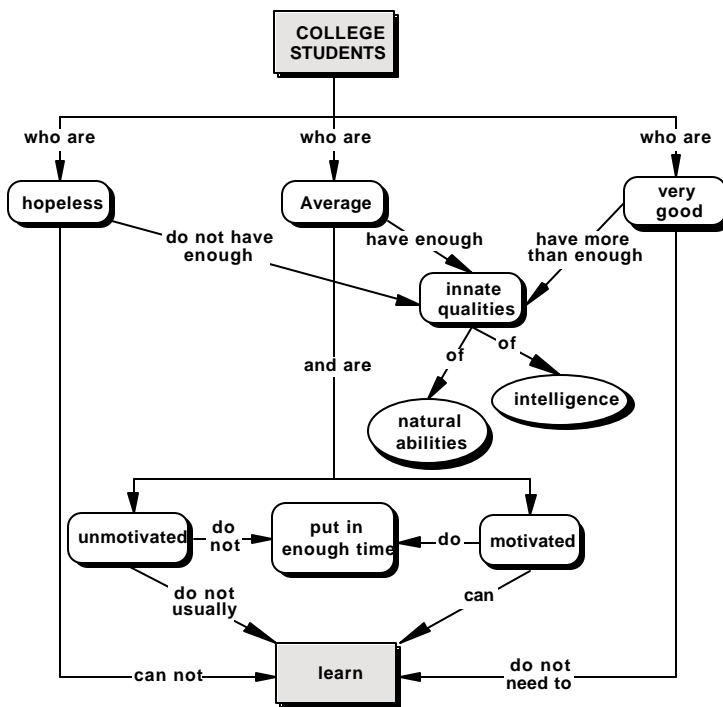 COLLEGE
STUDENTS
who are
who are
who are
hopeless
Average
very
good
do not have
enough
have enough
have more
than enough
innate
qualities
and are
of
of
natural
abilities
intelligence
unmotivated
do
not
put in
enough time
do
motivated
do not
usually
can
can not
learn
do not
need to